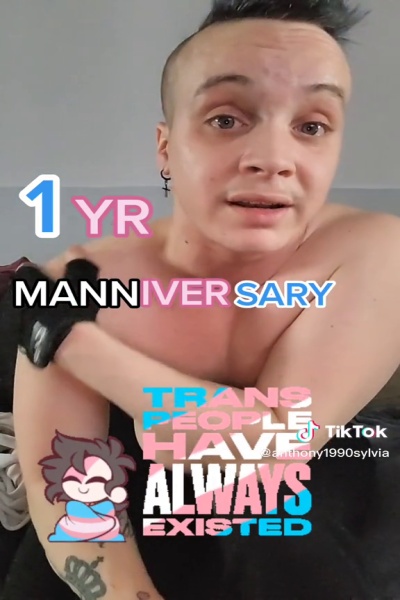 1 YR
MANNIVERSARY
TRANS
PEOPLE
HAVE
ALWAYS
EXISTED
TikTok
@anthony1990sylvia